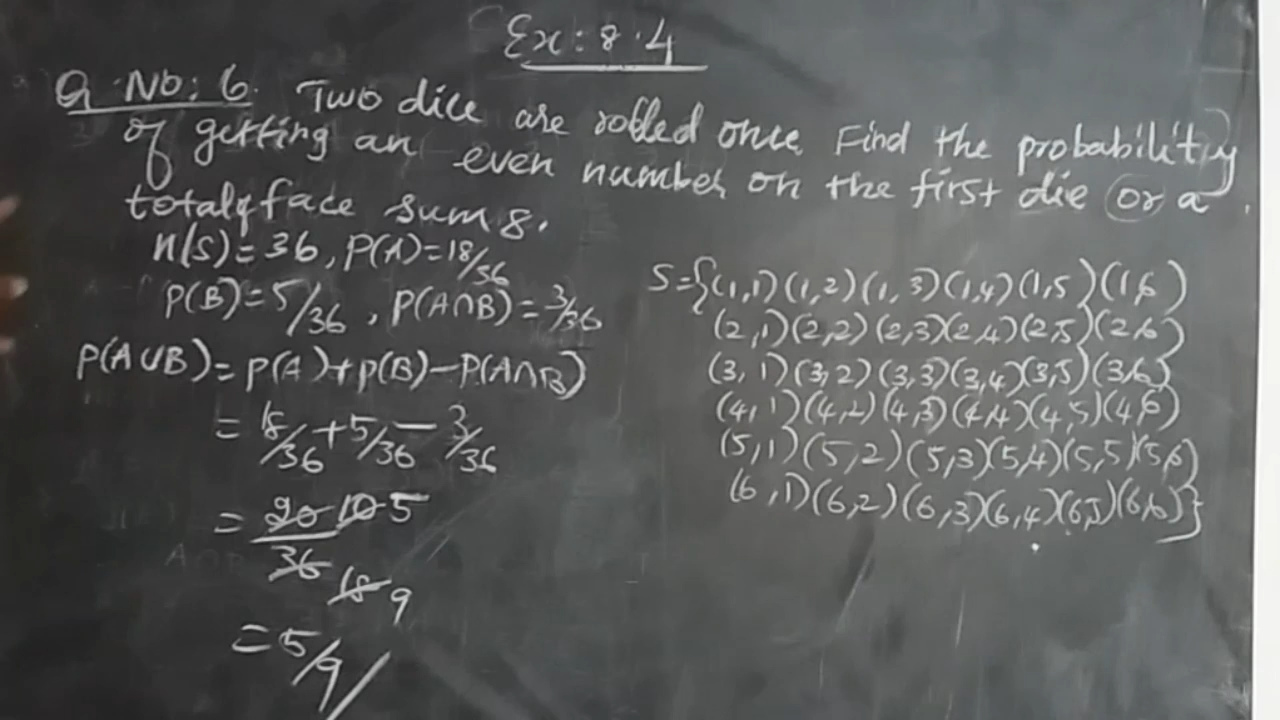 Ex: 8.4
Q No: 6. Two dice are rolled once. Find the probability
of getting an even number on the first die or a
total of face sum 8.
n(S)=36, P(A)=18/36
P(B)=5/36, P(A∩B)=3/36
P(A∪B)=P(A)+P(B)-P(A∩B)
= 18/36+5/36-3/36
= 20 10 5
36 18 9
= 5/9
S={(1,1)(1,2)(1,3)(1,4)(1,5)(1,6)
(2,1)(2,2)(2,3)(2,4)(2,5)(2,6)
(3,1)(3,2)(3,3)(3,4)(3,5)(3,6)
(4,1)(4,2)(4,3)(4,4)(4,5)(4,6)
(5,1)(5,2)(5,3)(5,4)(5,5)(5,6)
(6,1)(6,2)(6,3)(6,4)(6,5)(6,6)}